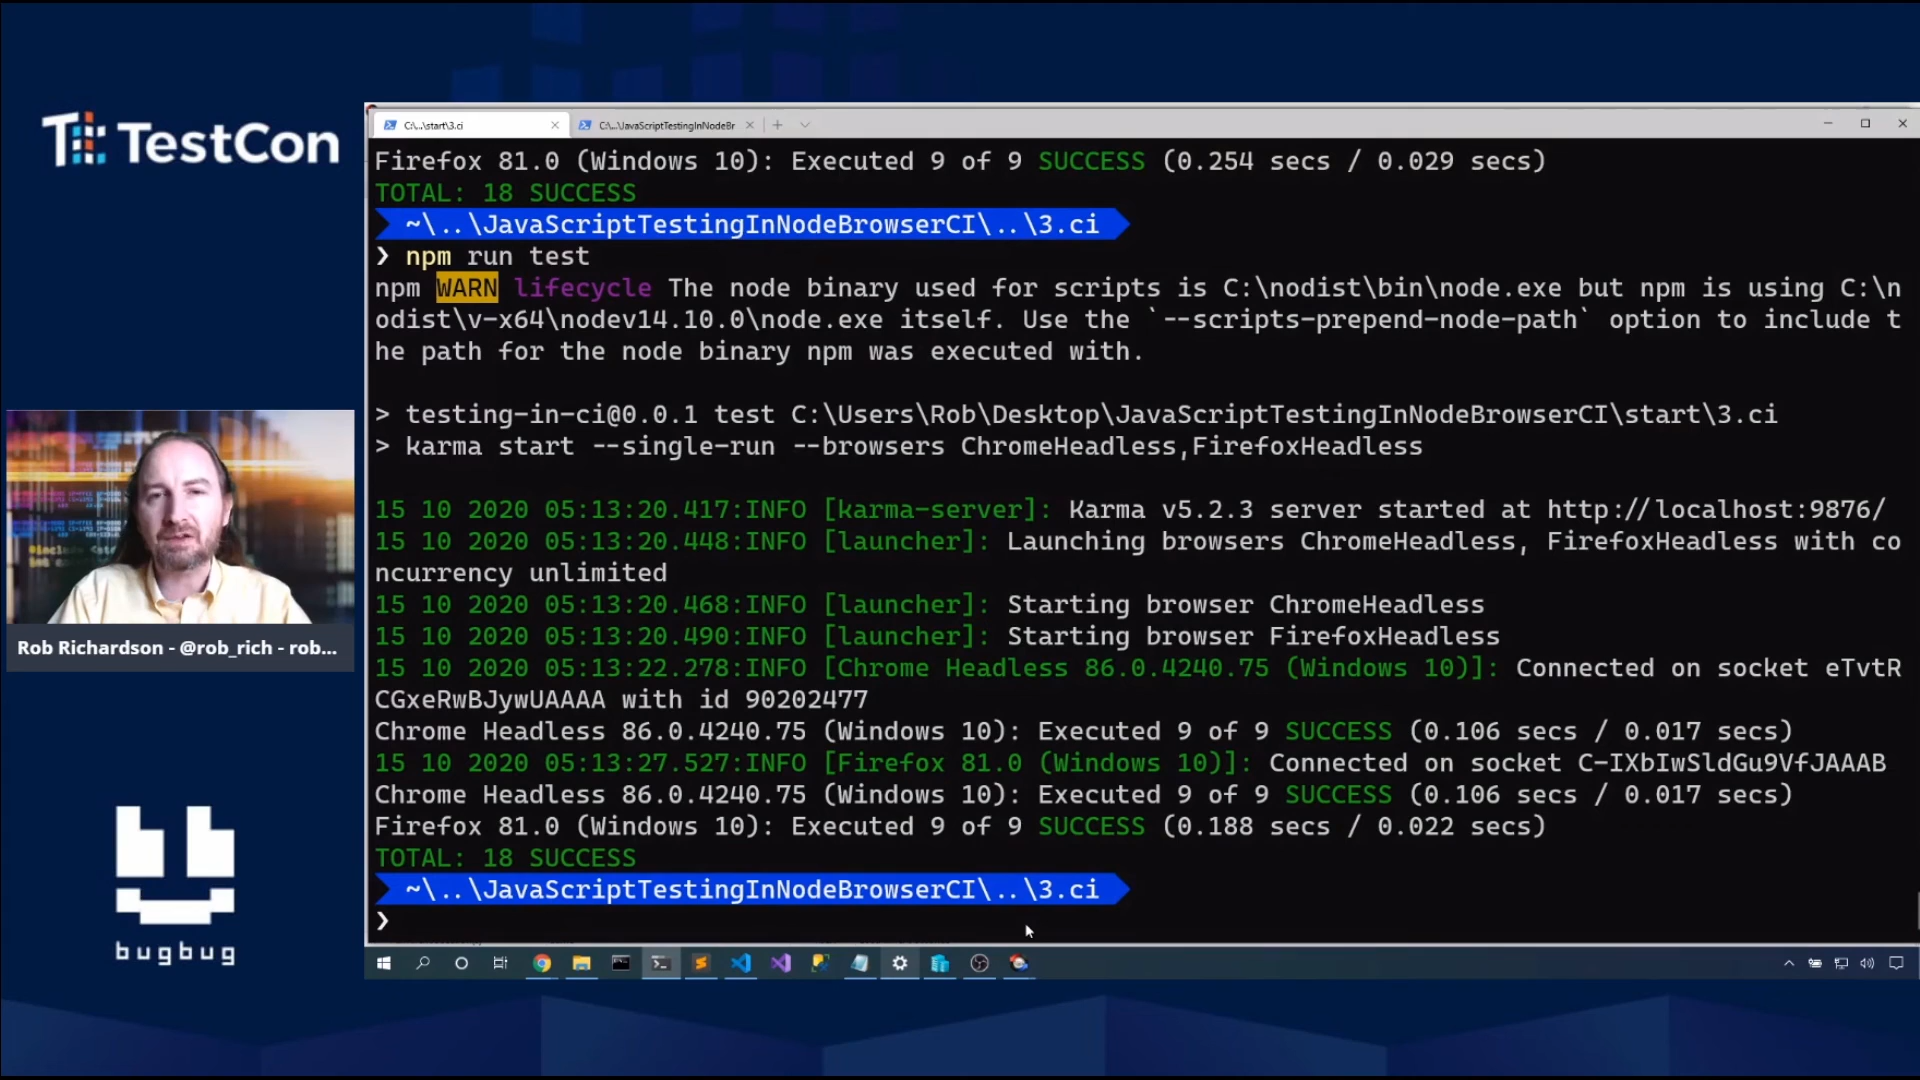 TestCon
C:\...\start\3.ci
C:\...\JavaScriptTestingInNodeBr
Firefox 81.0 (Windows 10): Executed 9 of 9 SUCCESS (0.254 secs / 0.029 secs)
TOTAL: 18 SUCCESS
~\..\JavaScriptTestingInNodeBrowserCI\..\3.ci
❯ npm run test
npm WARN lifecycle The node binary used for scripts is C:\nodist\bin\node.exe but npm is using C:\n
odist\v-x64\nodev14.10.0\node.exe itself. Use the `--scripts-prepend-node-path` option to include t
he path for the node binary npm was executed with.
> testing-in-ci@0.0.1 test C:\Users\Rob\Desktop\JavaScriptTestingInNodeBrowserCI\start\3.ci
> karma start --single-run --browsers ChromeHeadless,FirefoxHeadless
15 10 2020 05:13:20.417:INFO [karma-server]: Karma v5.2.3 server started at http://localhost:9876/
15 10 2020 05:13:20.448:INFO [launcher]: Launching browsers ChromeHeadless, FirefoxHeadless with co
ncurrency unlimited
15 10 2020 05:13:20.468:INFO [launcher]: Starting browser ChromeHeadless
15 10 2020 05:13:20.490:INFO [launcher]: Starting browser FirefoxHeadless
15 10 2020 05:13:22.278:INFO [Chrome Headless 86.0.4240.75 (Windows 10)]: Connected on socket eTvtR
CGxeRwBJywUAAAA with id 90202477
Chrome Headless 86.0.4240.75 (Windows 10): Executed 9 of 9 SUCCESS (0.106 secs / 0.017 secs)
15 10 2020 05:13:27.527:INFO [Firefox 81.0 (Windows 10)]: Connected on socket C-IXbIwSldGu9VfJAAAB
Chrome Headless 86.0.4240.75 (Windows 10): Executed 9 of 9 SUCCESS (0.106 secs / 0.017 secs)
Firefox 81.0 (Windows 10): Executed 9 of 9 SUCCESS (0.188 secs / 0.022 secs)
TOTAL: 18 SUCCESS
~\..\JavaScriptTestingInNodeBrowserCI\..\3.ci
❯
Rob Richardson - @rob_rich - rob...
bugbug